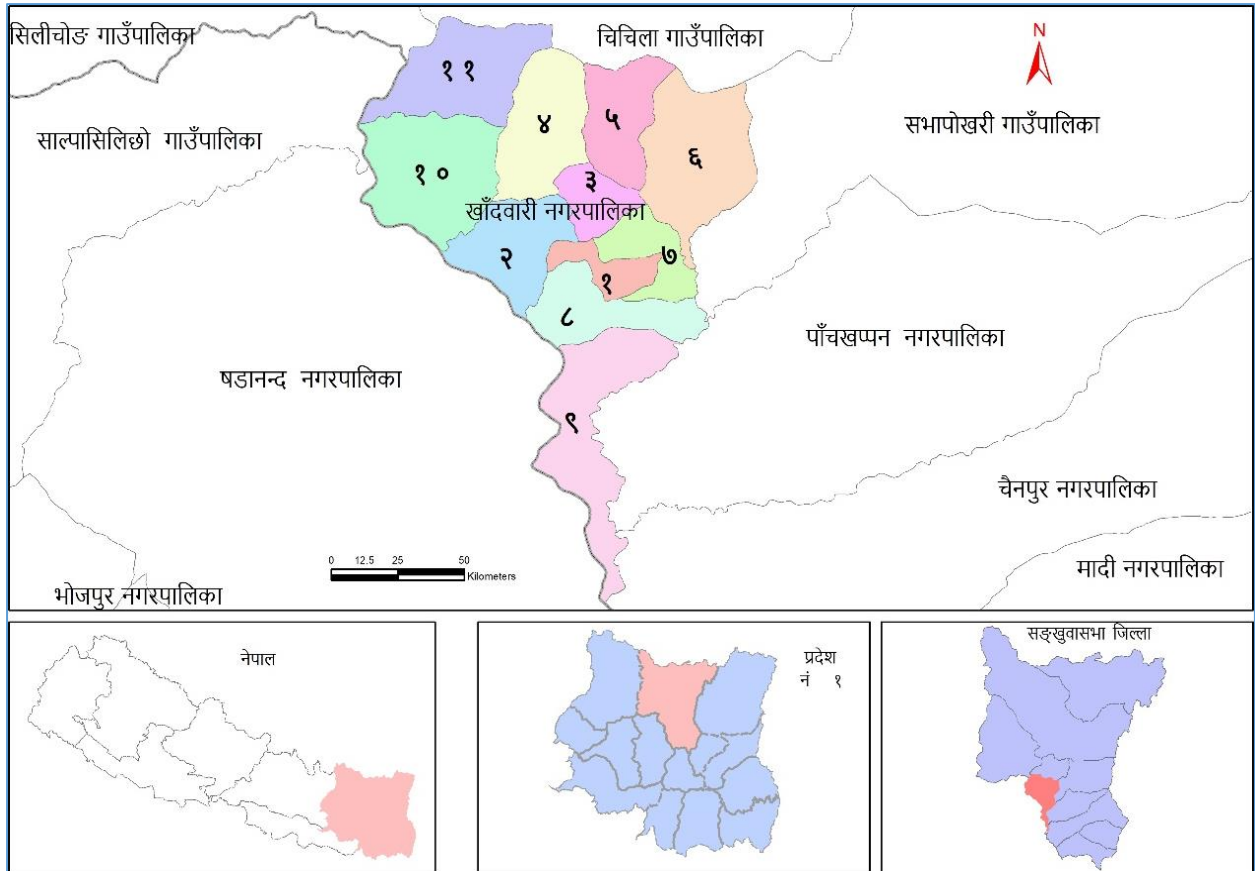 सिलीचोङ गाउँपालिका
चिचिला गाउँपालिका
N
११
४
५
सभापोखरी गाउँपालिका
साल्पासिलिछो गाउँपालिका
६
१०
३
खाँदवारी नगरपालिका
२
७
१
८
पाँचखप्पन नगरपालिका
षडानन्द नगरपालिका
९
चैनपुर नगरपालिका
0 12.5 25 50
Kilometers
मादी नगरपालिका
भोजपुर नगरपालिका
नेपाल
प्रदेश
नं १
सङ्खुवासभा जिल्ला